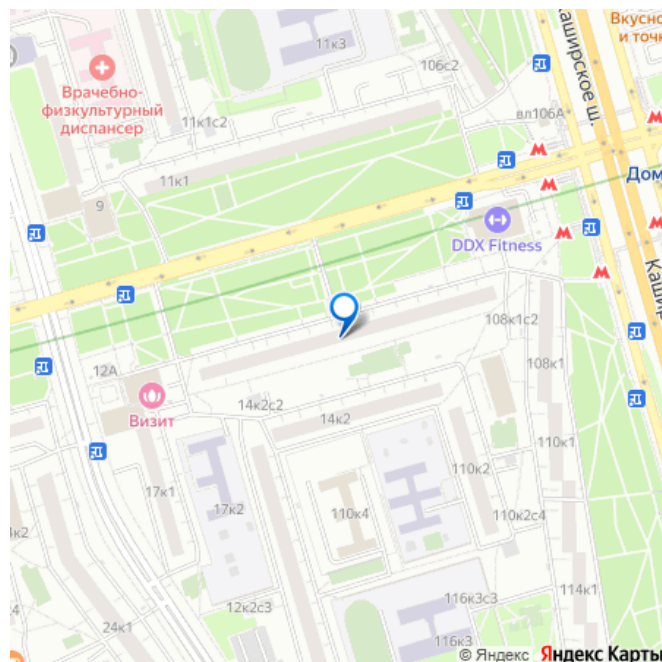 Вкусно
и точк
11к3
106с2
Врачебно-
физкультурный
диспансер
Каширское ш.
11к1с2
вл106А
11к1
Дом
9
DDX Fitness
Кашир
108к1с2
108к1
12А
14к2с2
Визит
14к2
110к1
110к2
17к1
17к2
110к4
110к2с4
4к2
114к1
116к3с3
12к2с3
24к1
116к3
© Яндекс Яндекс Карты